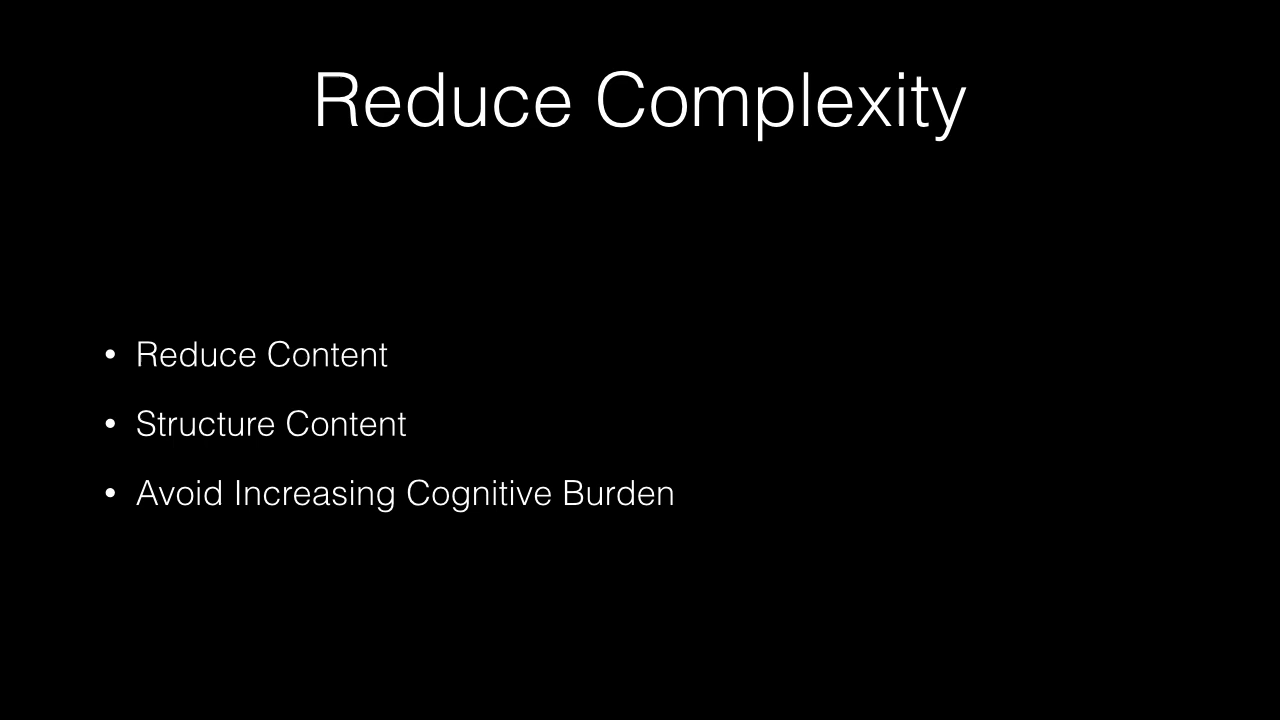 Reduce Complexity
• Reduce Content
• Structure Content
• Avoid Increasing Cognitive Burden